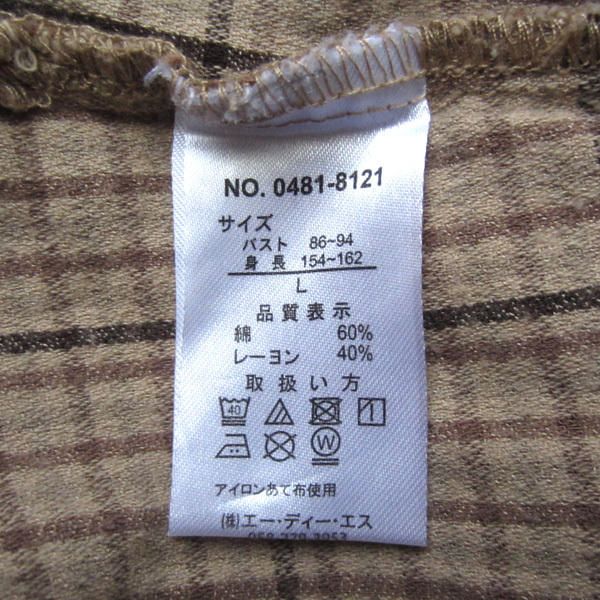 NO. 0481-8121
サイズ
バスト 86~94
身長 154~162
L
品質表示
綿 60%
レーヨン 40%
取扱い方
40
W
アイロンあて布使用
(株)エー・ディー・エス